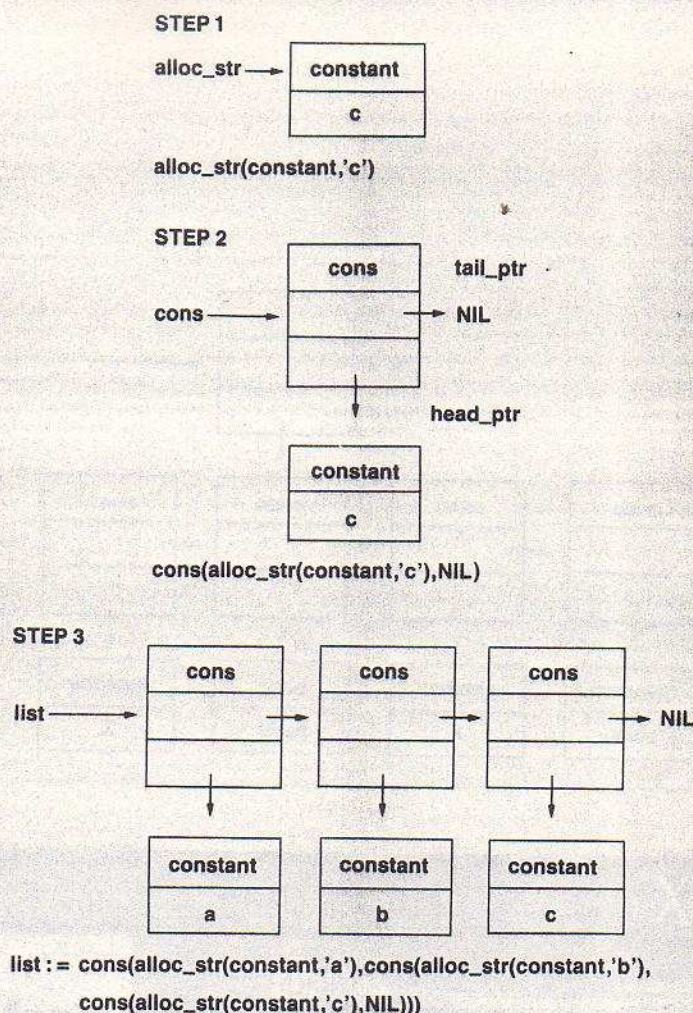 STEP 1
alloc_str
constant
c
alloc_str(constant,'c')
STEP 2
cons
tail_ptr
cons
NIL
head_ptr
constant
c
cons(alloc_str(constant,'c'),NIL)
STEP 3
cons
cons
cons
list
NIL
constant
constant
constant
a
b
c
list := cons(alloc_str(constant,'a'),cons(alloc_str(constant,'b'),
cons(alloc_str(constant,'c'),NIL)))